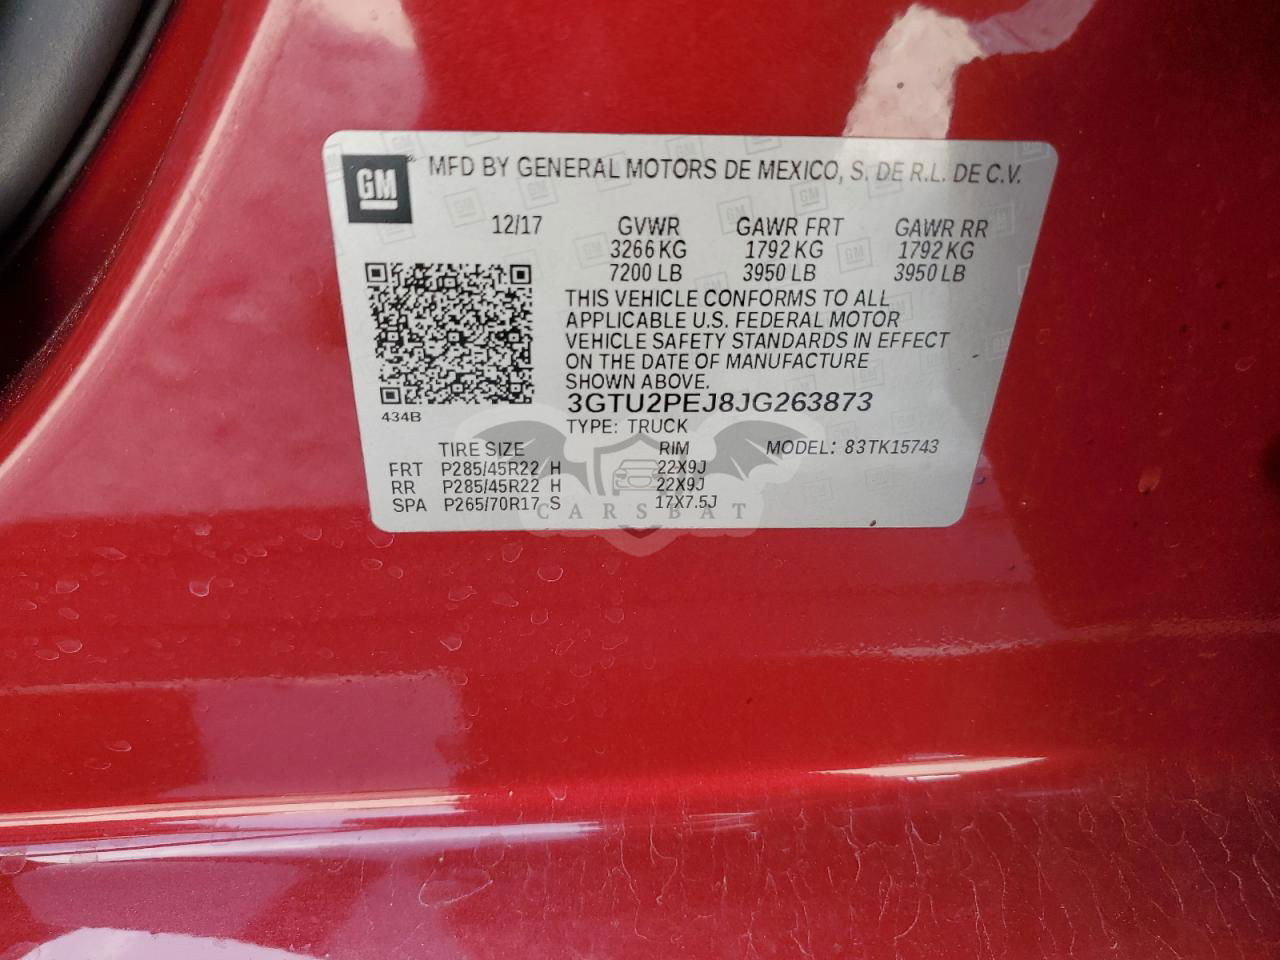 GM MFD BY GENERAL MOTORS DE MEXICO, S. DE R.L. DE C.V.
12/17 GVWR GAWR FRT GAWR RR
3266 KG 1792 KG 1792 KG
7200 LB 3950 LB 3950 LB
THIS VEHICLE CONFORMS TO ALL
APPLICABLE U.S. FEDERAL MOTOR
VEHICLE SAFETY STANDARDS IN EFFECT
ON THE DATE OF MANUFACTURE
SHOWN ABOVE.
3GTU2PEJ8JG263873
434B
TYPE: TRUCK
TIRE SIZE RIM MODEL: 83TK15743
FRT P285/45R22 H 22X9J
RR P285/45R22 H 22X9J
SPA P265/70R17 S 17X7.5J
CARSBAT